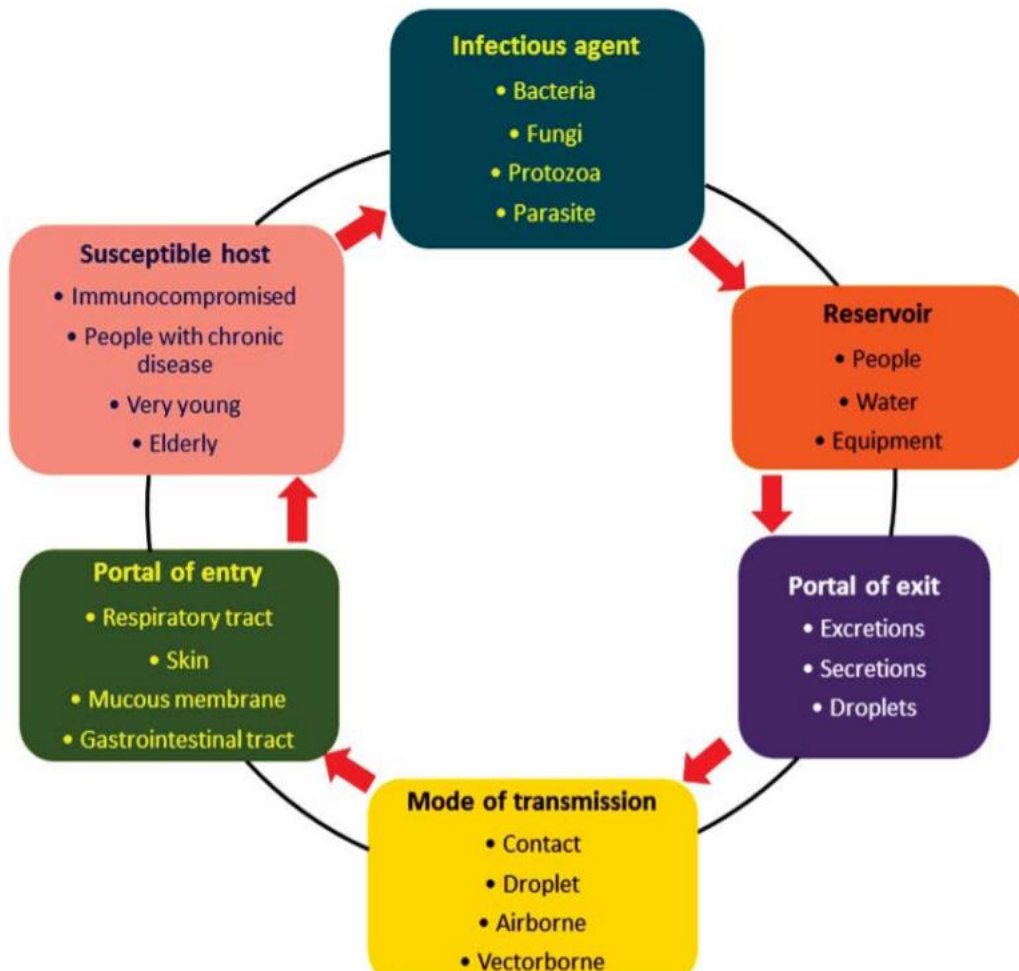 Infectious agent
• Bacteria
• Fungi
• Protozoa
• Parasite
Reservoir
• People
• Water
• Equipment
Portal of exit
• Excretions
• Secretions
• Droplets
Mode of transmission
• Contact
• Droplet
• Airborne
• Vectorborne
Portal of entry
• Respiratory tract
• Skin
• Mucous membrane
• Gastrointestinal tract
Susceptible host
• Immunocompromised
• People with chronic
disease
• Very young
• Elderly